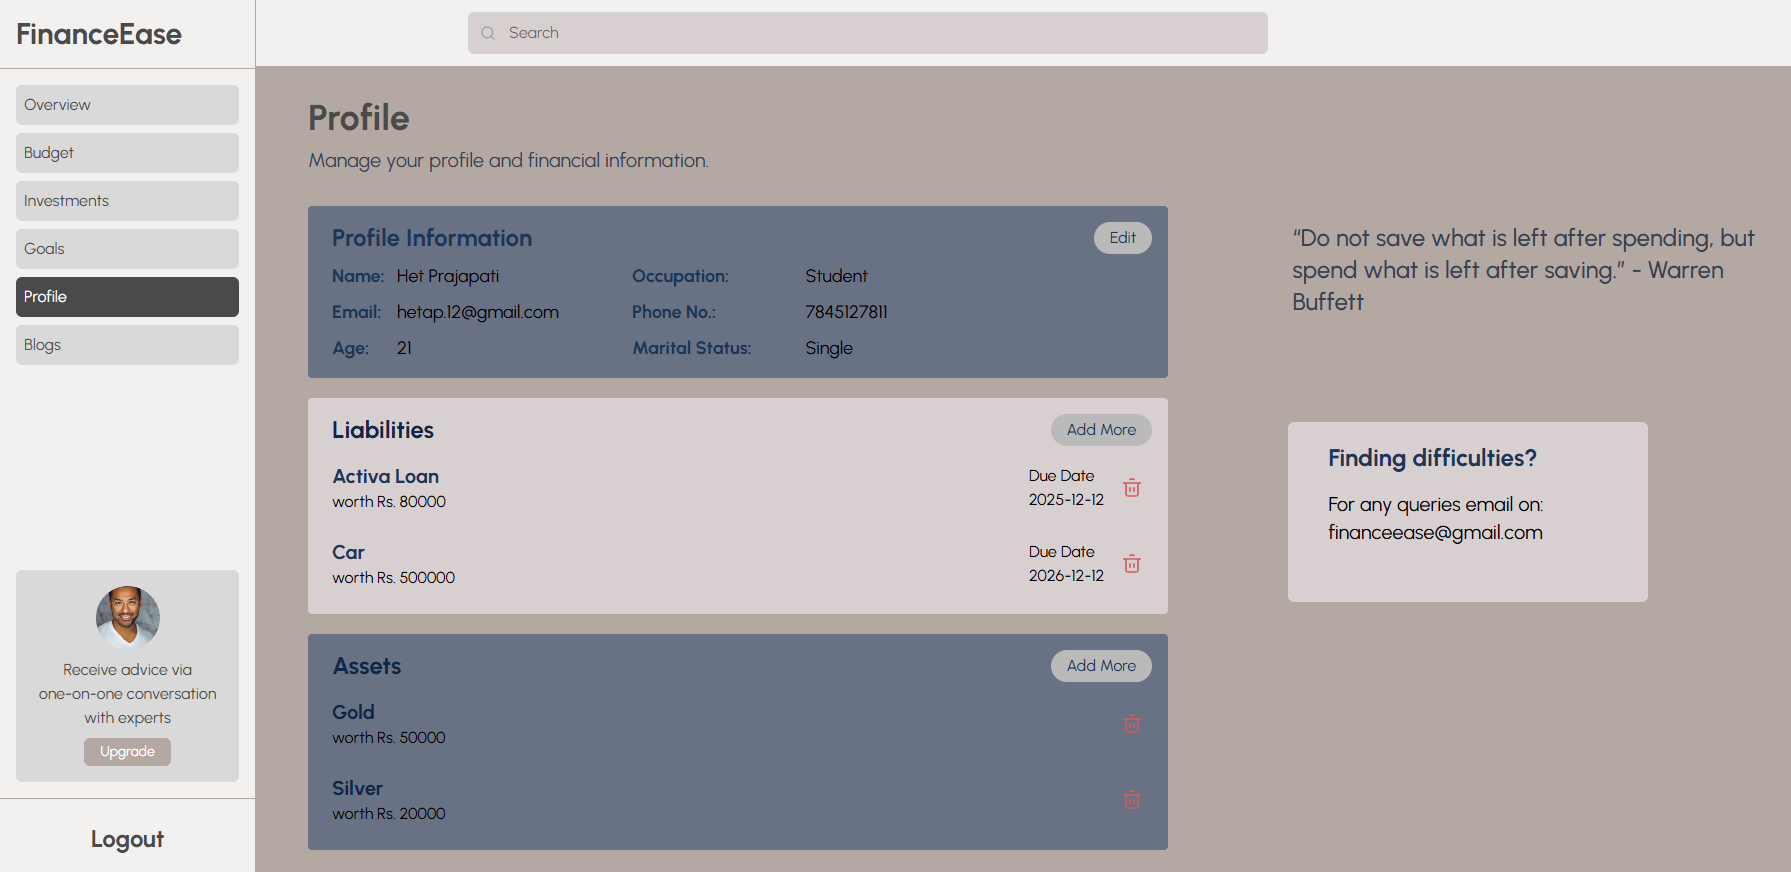 FinanceEase
Search
Overview
Budget
Investments
Goals
Profile
Blogs
Receive advice via
one-on-one conversation
with experts
Upgrade
Logout
Profile
Manage your profile and financial information.
Profile Information
Edit
Name: Het Prajapati Occupation: Student
Email: hetap.12@gmail.com Phone No.: 7845127811
Age: 21 Marital Status: Single
Liabilities
Add More
Activa Loan
worth Rs. 80000
Due Date
2025-12-12
Car
worth Rs. 500000
Due Date
2026-12-12
Assets
Add More
Gold
worth Rs. 50000
Silver
worth Rs. 20000
“Do not save what is left after spending, but
spend what is left after saving.” - Warren
Buffett
Finding difficulties?
For any queries email on:
financeease@gmail.com